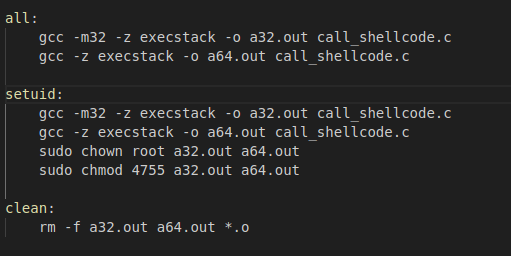 all:
    gcc -m32 -z execstack -o a32.out call_shellcode.c
    gcc -z execstack -o a64.out call_shellcode.c

setuid:
    gcc -m32 -z execstack -o a32.out call_shellcode.c
    gcc -z execstack -o a64.out call_shellcode.c
    sudo chown root a32.out a64.out
    sudo chmod 4755 a32.out a64.out

clean:
    rm -f a32.out a64.out *.o